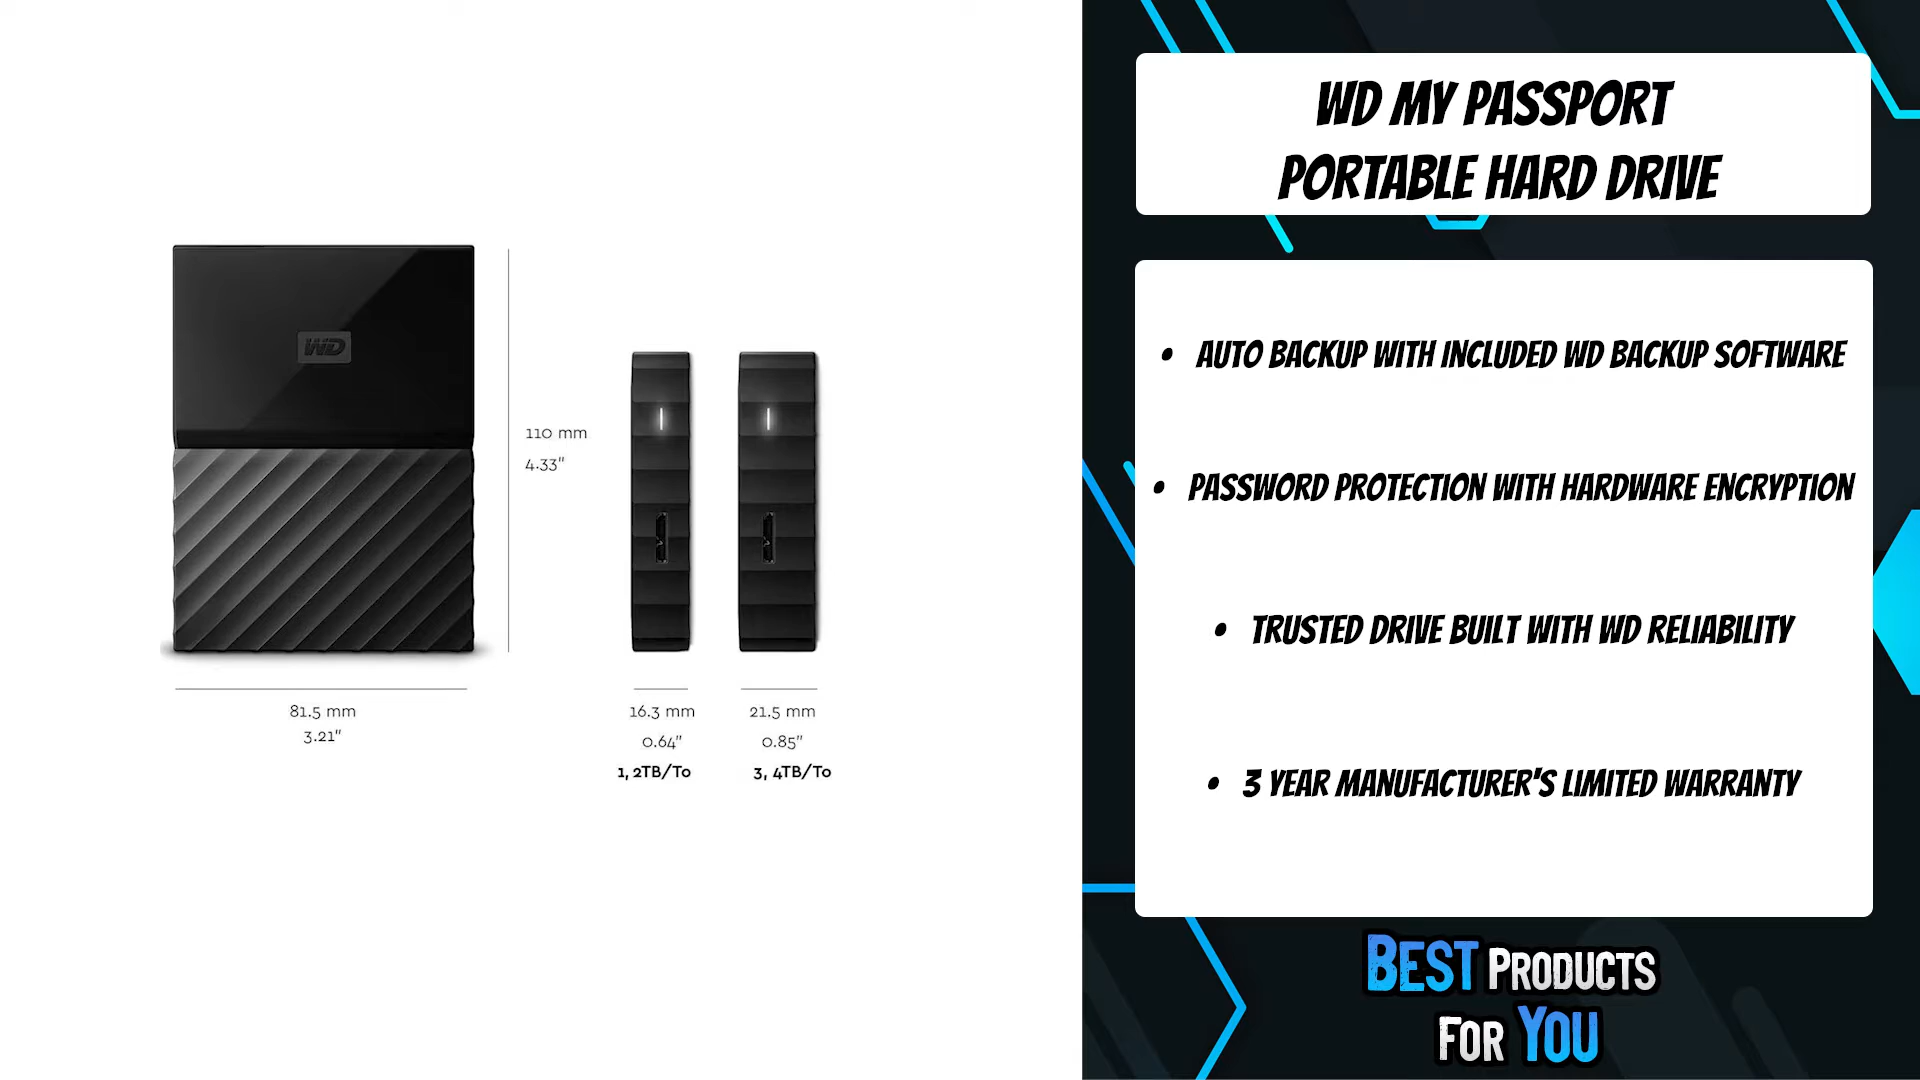 WD
110 mm
4.33"
81.5 mm
3.21"
16.3 mm
0.64"
1, 2TB/To
21.5 mm
0.85"
3, 4TB/To
WD MY PASSPORT
PORTABLE HARD DRIVE
• AUTO BACKUP WITH INCLUDED WD BACKUP SOFTWARE
• PASSWORD PROTECTION WITH HARDWARE ENCRYPTION
• TRUSTED DRIVE BUILT WITH WD RELIABILITY
• 3 YEAR MANUFACTURER'S LIMITED WARRANTY
BEST PRODUCTS
FOR YOU